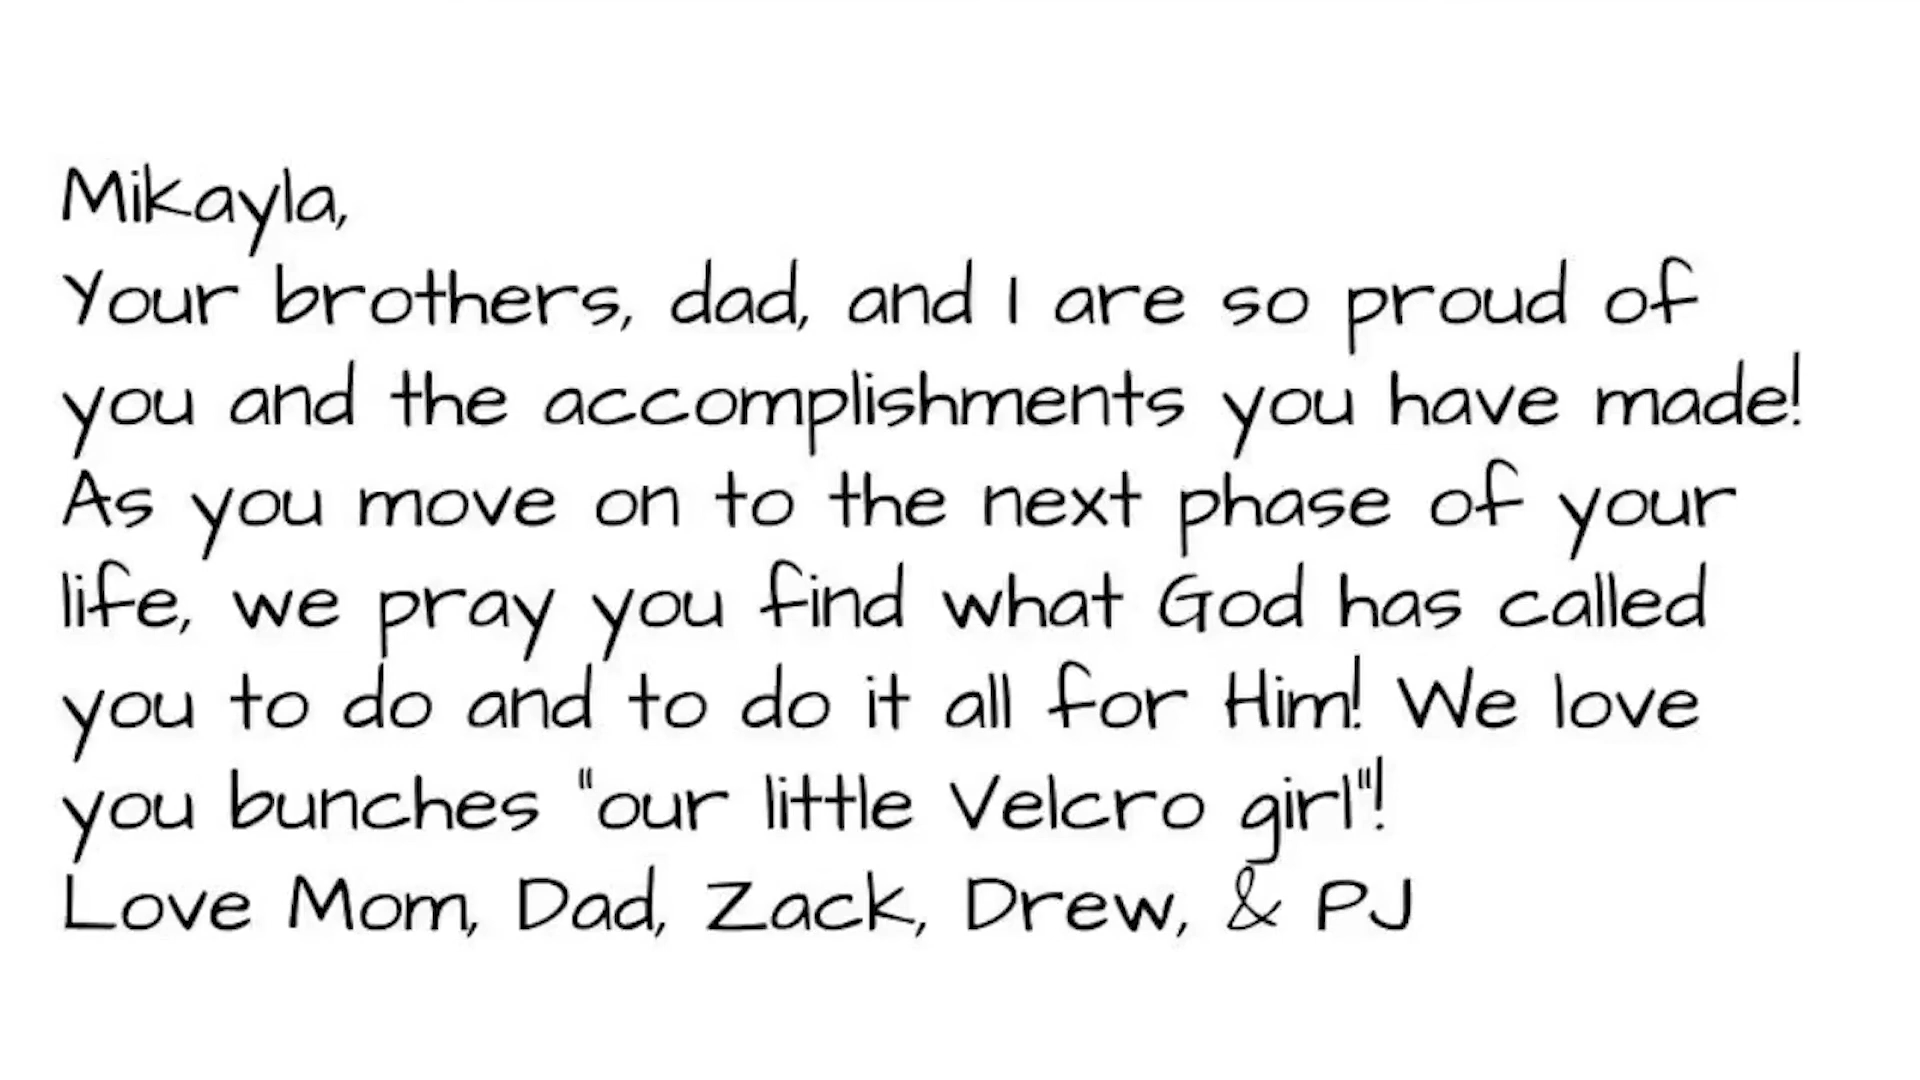 Mikayla,
Your brothers, dad, and I are so proud of
you and the accomplishments you have made!
As you move on to the next phase of your
life, we pray you find what God has called
you to do and to do it all for Him! We love
you bunches "our little Velcro girl"!
Love Mom, Dad, Zack, Drew, & PJ